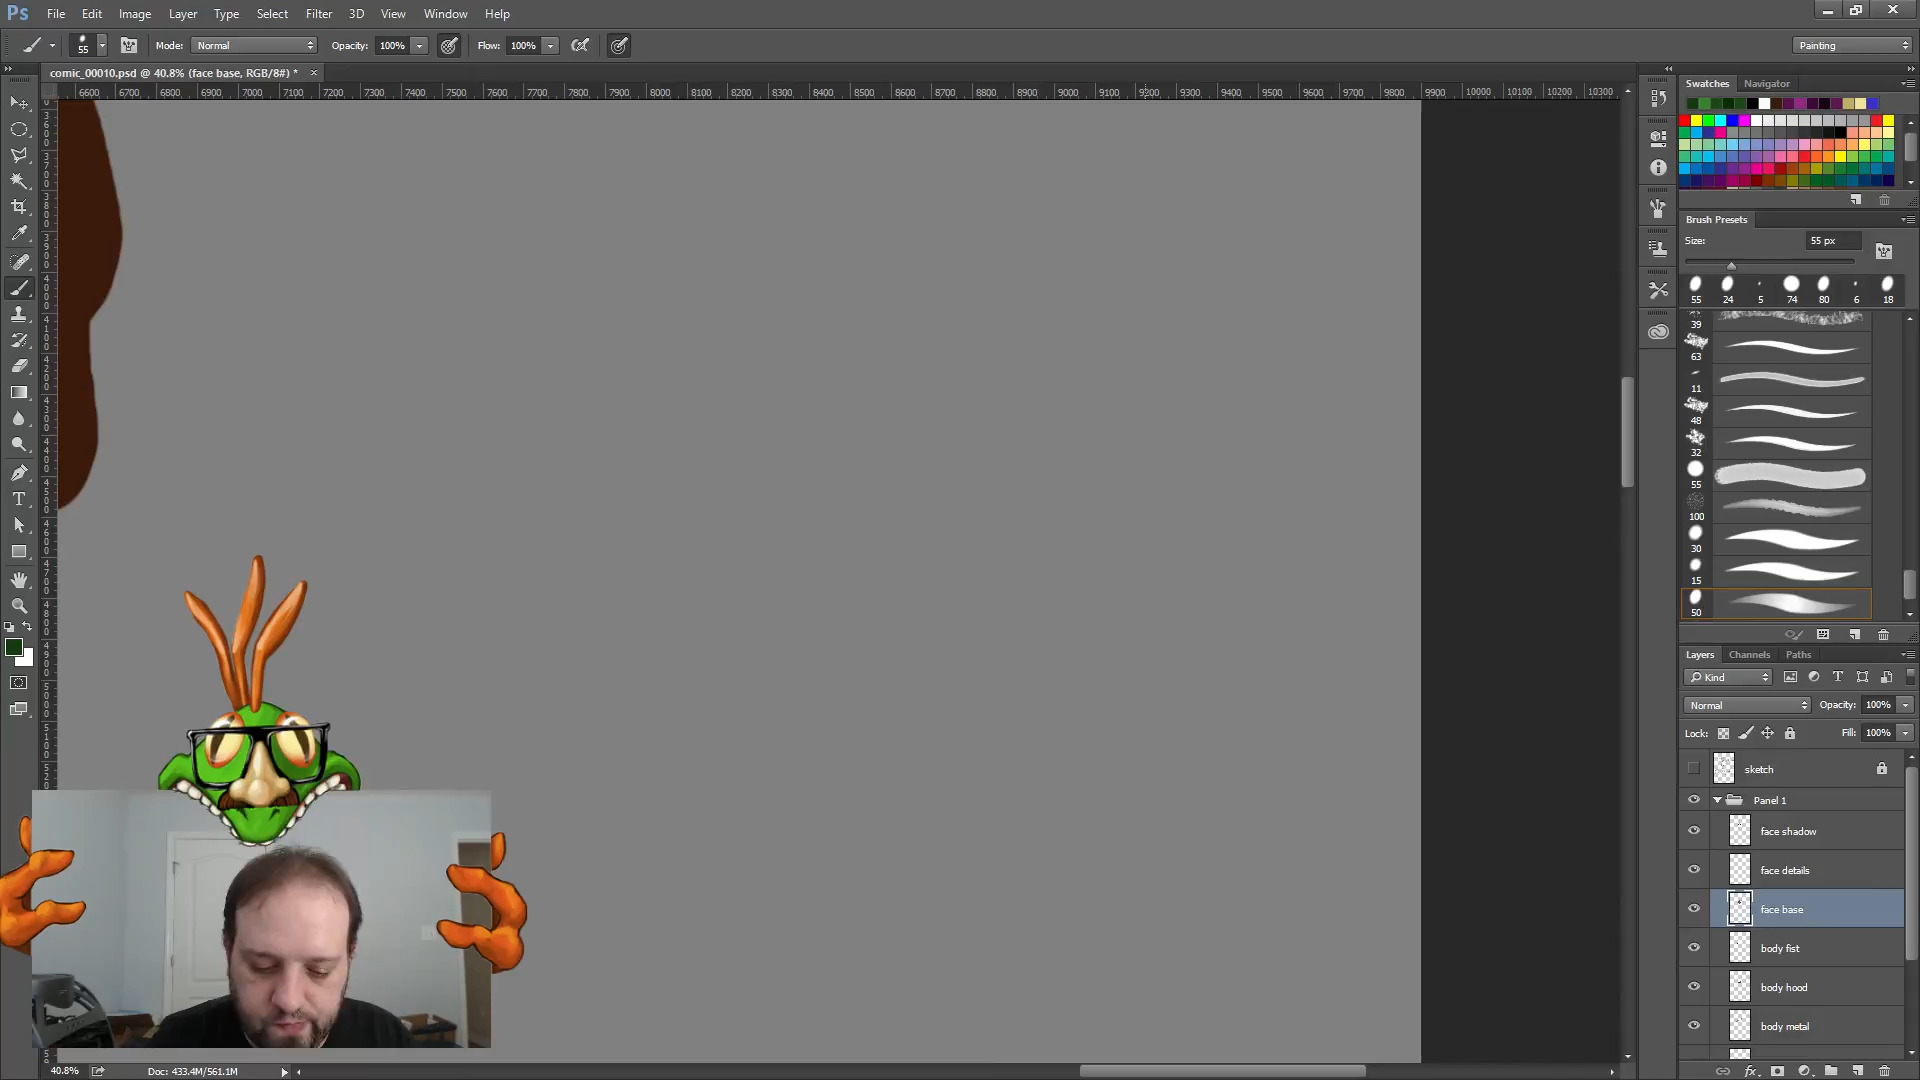 Ps File Edit Image Layer Type Select Filter 3D View Window Help
55 Mode: Normal Opacity: 100% Flow: 100% Painting
comic_00010.psd @ 40.8% (face base, RGB/8#) * ×
6600 6700 6800 6900 7000 7100 7200 7300 7400 7500 7600 7700 7800 7900 8000 8100 8200 8300 8400 8500 8600 8700 8800 8900 9000 9100 9200 9300 9400 9500 9600 9700 9800 9900 10000 10100 10200 10300
Swatches Navigator
Brush Presets
Size: 55 px
55 24 5 74 80 6 18
39
63
11
48
32
55
100
30
15
50
Layers Channels Paths
Kind
Normal Opacity: 100%
Lock: Fill: 100%
sketch
Panel 1
face shadow
face details
face base
body fist
body hood
body metal
40.8% Doc: 433.4M/561.1M